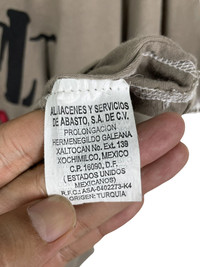 ALMACENES Y SERVICIOS
DE ABASTO, S.A. DE C.V.
PROLONGACION
HERMENEGILDO GALEANA
XALTOCAN No. Ext. 139
XOCHIMILCO, MEXICO
C.P. 16090, D.F.
(ESTADOS UNIDOS
MEXICANOS)
R.F.C.: ASA-0402273-K4
ORIGEN: TURQUIA